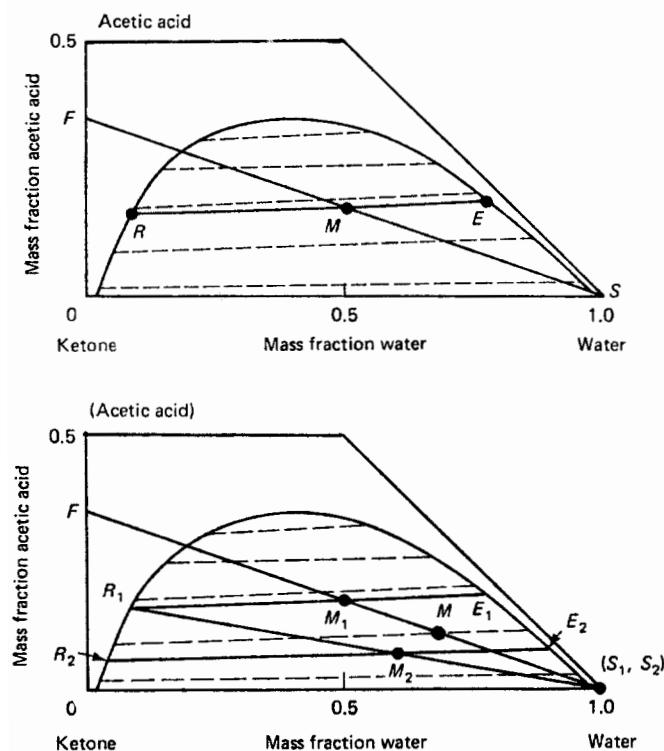 Acetic acid
0.5
F
Mass fraction acetic acid
R
M
E
S
0
0.5
1.0
Ketone
Mass fraction water
Water
(Acetic acid)
0.5
F
Mass fraction acetic acid
R1
M1
M
E1
E2
R2
M2
(S1, S2)
0
0.5
1.0
Ketone
Mass fraction water
Water